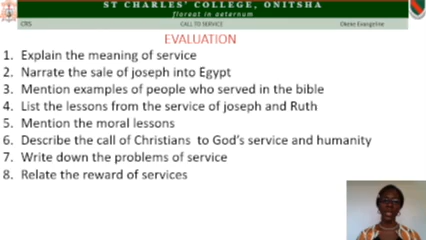 ST CHARLES' COLLEGE, ONITSHA
floreat in aeternum
CRS CALL TO SERVICE Okeke Evangeline
EVALUATION
1. Explain the meaning of service
2. Narrate the sale of joseph into Egypt
3. Mention examples of people who served in the bible
4. List the lessons from the service of joseph and Ruth
5. Mention the moral lessons
6. Describe the call of Christians to God's service and humanity
7. Write down the problems of service
8. Relate the reward of services